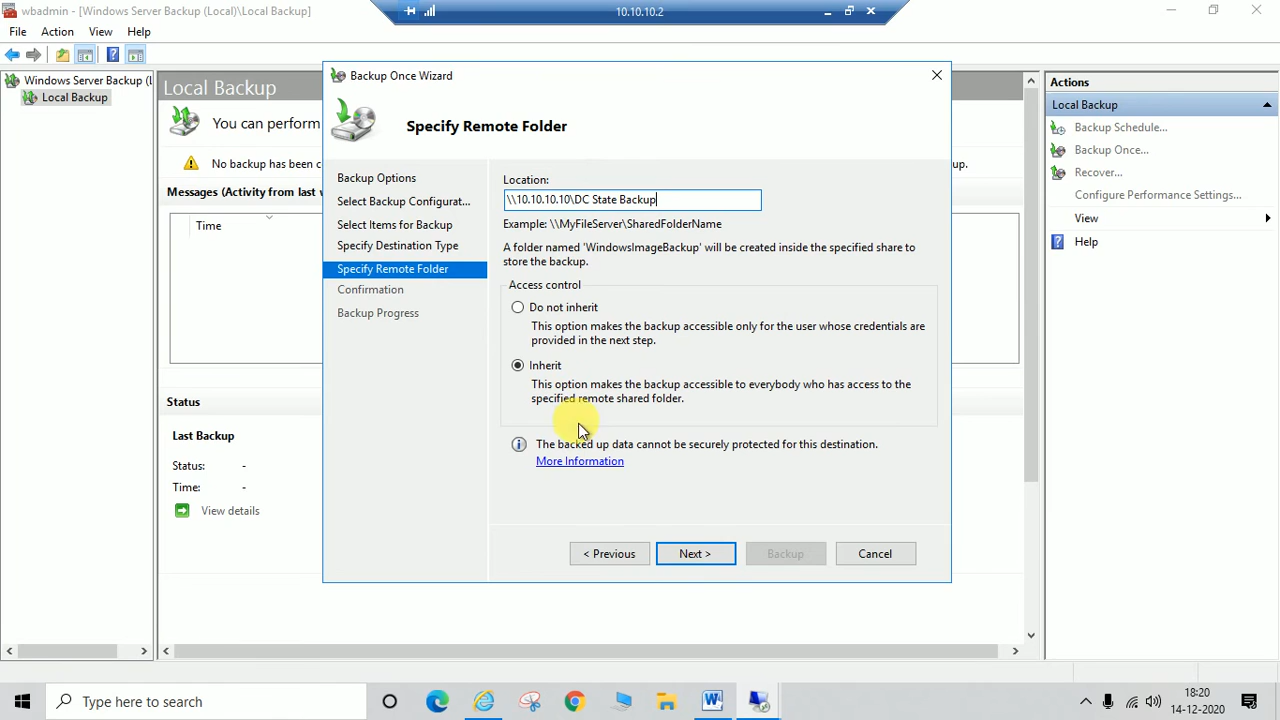 wbadmin - [Windows Server Backup (Local)\Local Backup]
10.10.10.2
File Action View Help
Windows Server Backup (L
Local Backup
Local Backup
You can perform
No backup has been c
p.
Messages (Activity from last v
Time
Status
Last Backup
Status: -
Time: -
View details
Backup Once Wizard
Specify Remote Folder
Backup Options
Select Backup Configurat...
Select Items for Backup
Specify Destination Type
Specify Remote Folder
Confirmation
Backup Progress
Location:
\\10.10.10.10\DC State Backup
Example: \\MyFileServer\SharedFolderName
A folder named 'WindowsImageBackup' will be created inside the specified share to
store the backup.
Access control
Do not inherit
This option makes the backup accessible only for the user whose credentials are
provided in the next step.
Inherit
This option makes the backup accessible to everybody who has access to the
specified remote shared folder.
The backed up data cannot be securely protected for this destination.
More Information
< Previous
Next >
Backup
Cancel
Actions
Local Backup
Backup Schedule...
Backup Once...
Recover...
Configure Performance Settings...
View
Help
Type here to search
18:20
14-12-2020